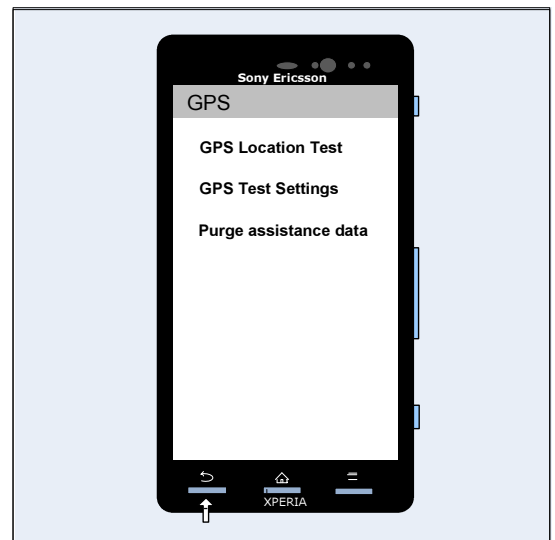 Sony Ericsson
GPS
GPS Location Test
GPS Test Settings
Purge assistance data
XPERIA